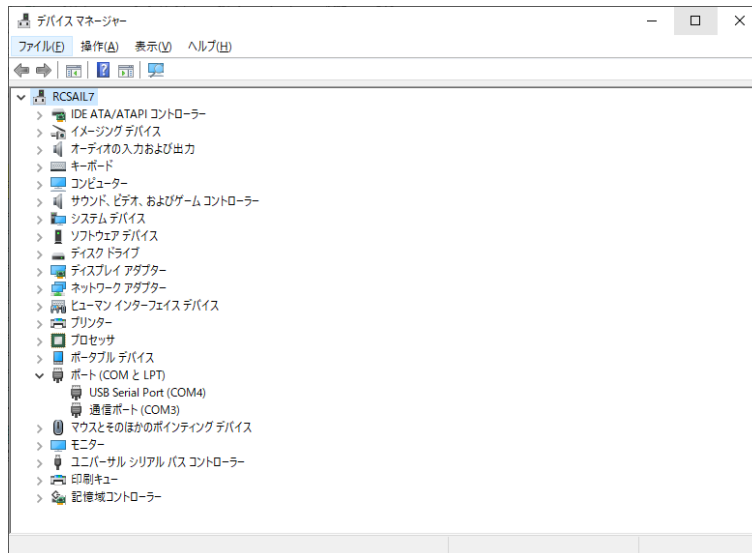 デバイス マネージャー
ファイル(F) 操作(A) 表示(V) ヘルプ(H)
RCSAIL7
IDE ATA/ATAPI コントローラー
イメージング デバイス
オーディオの入力および出力
キーボード
コンピューター
サウンド、ビデオ、およびゲーム コントローラー
システム デバイス
ソフトウェア デバイス
ディスク ドライブ
ディスプレイ アダプター
ネットワーク アダプター
ヒューマン インターフェイス デバイス
プリンター
プロセッサ
ポータブル デバイス
ポート (COM と LPT)
USB Serial Port (COM4)
通信ポート (COM3)
マウスとそのほかのポインティング デバイス
モニター
ユニバーサル シリアル バス コントローラー
印刷キュー
記憶域コントローラー